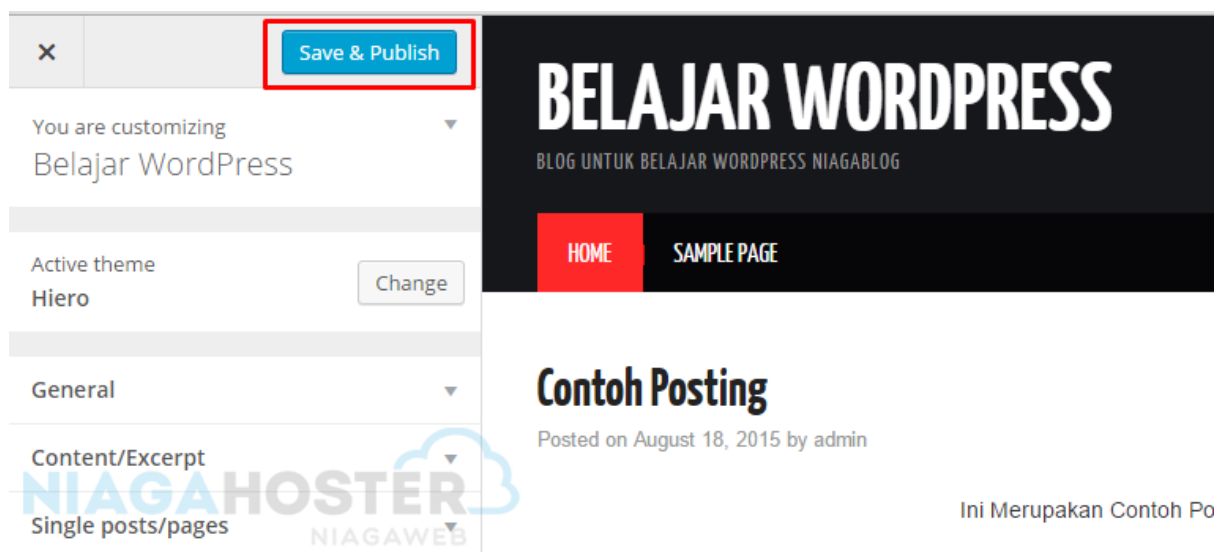 ×
Save & Publish
You are customizing
Belajar WordPress
Active theme
Hiero
Change
General
Content/Excerpt
Single posts/pages
NIAGAHOSTER
NIAGAWEB
BELAJAR WORDPRESS
BLOG UNTUK BELAJAR WORDPRESS NIAGABLOG
HOME
SAMPLE PAGE
Contoh Posting
Posted on August 18, 2015 by admin
Ini Merupakan Contoh Po